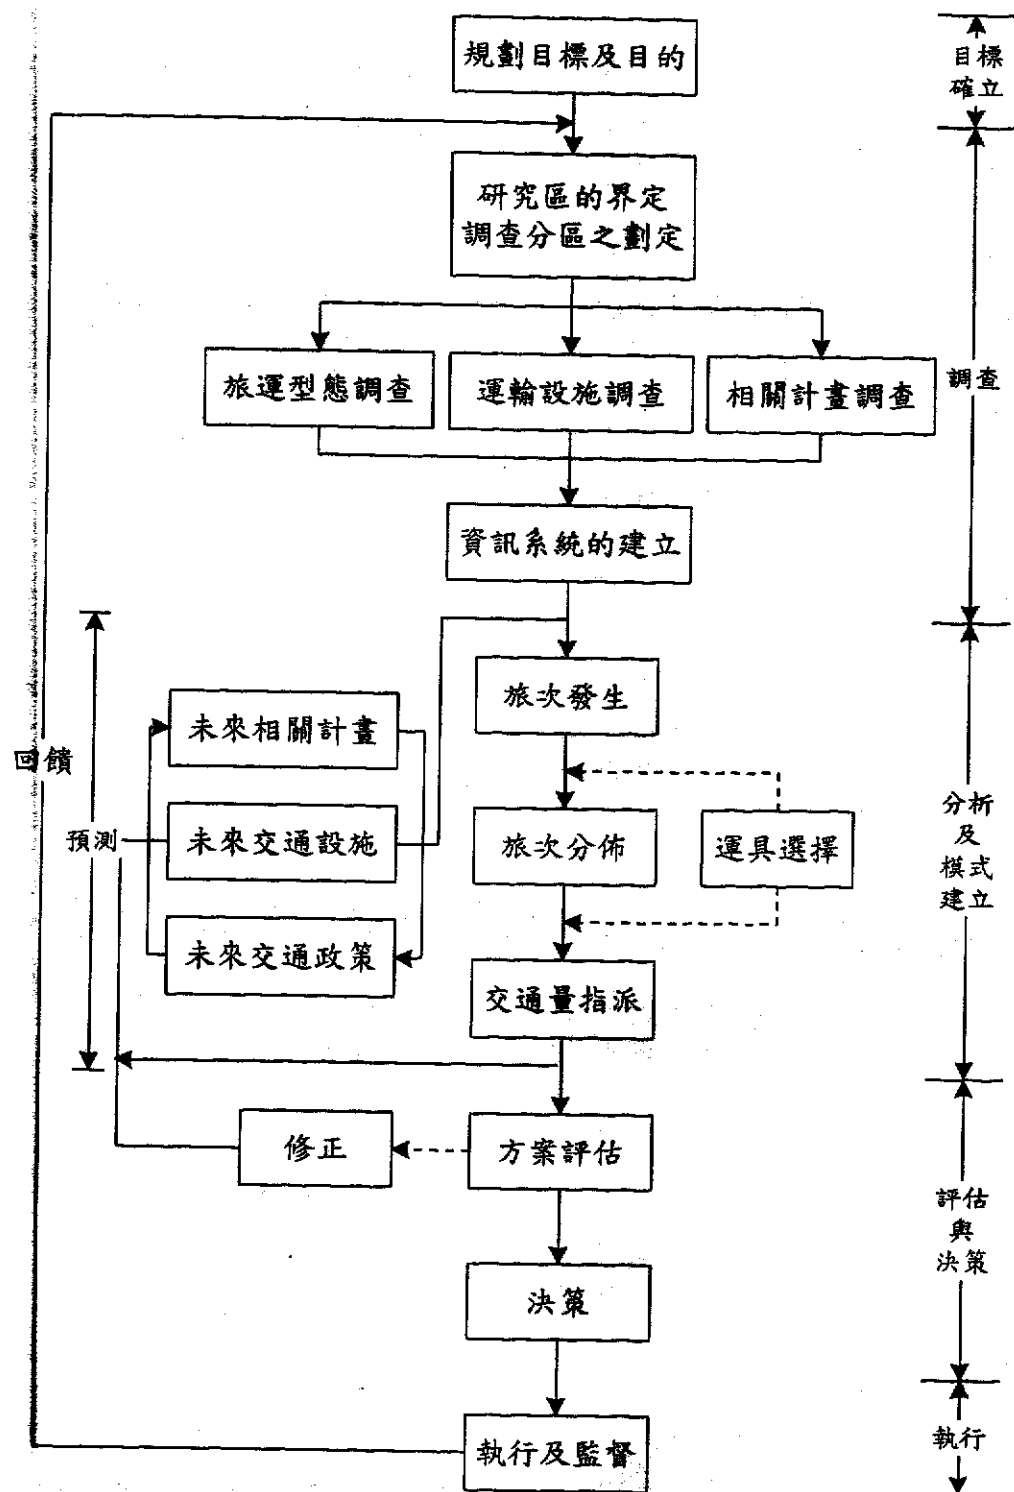 規劃目標及目的
目標
確立
研究區的界定
調查分區之劃定
旅運型態調查
運輸設施調查
相關計畫調查
調查
資訊系統的建立
旅次發生
未來相關計畫
回饋
預測
未來交通設施
旅次分佈
運具選擇
分析
及
模式
建立
未來交通政策
交通量指派
修正
方案評估
評估
與
決策
決策
執行及監督
執行